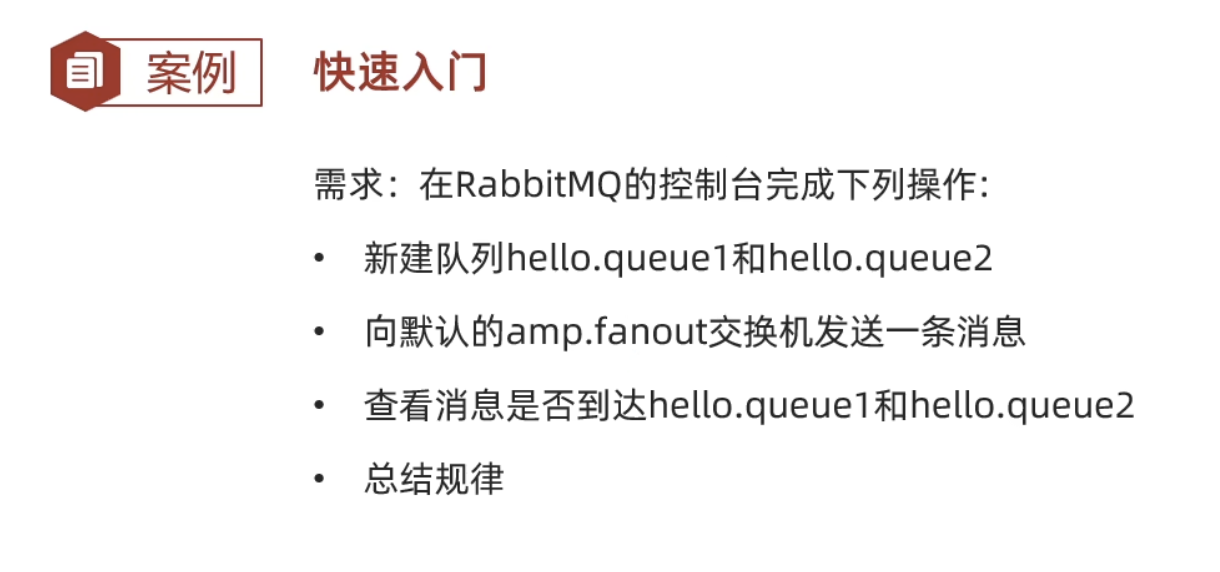 案例 快速入门
需求：在RabbitMQ的控制台完成下列操作：
• 新建队列hello.queue1和hello.queue2
• 向默认的amp.fanout交换机发送一条消息
• 查看消息是否到达hello.queue1和hello.queue2
• 总结规律